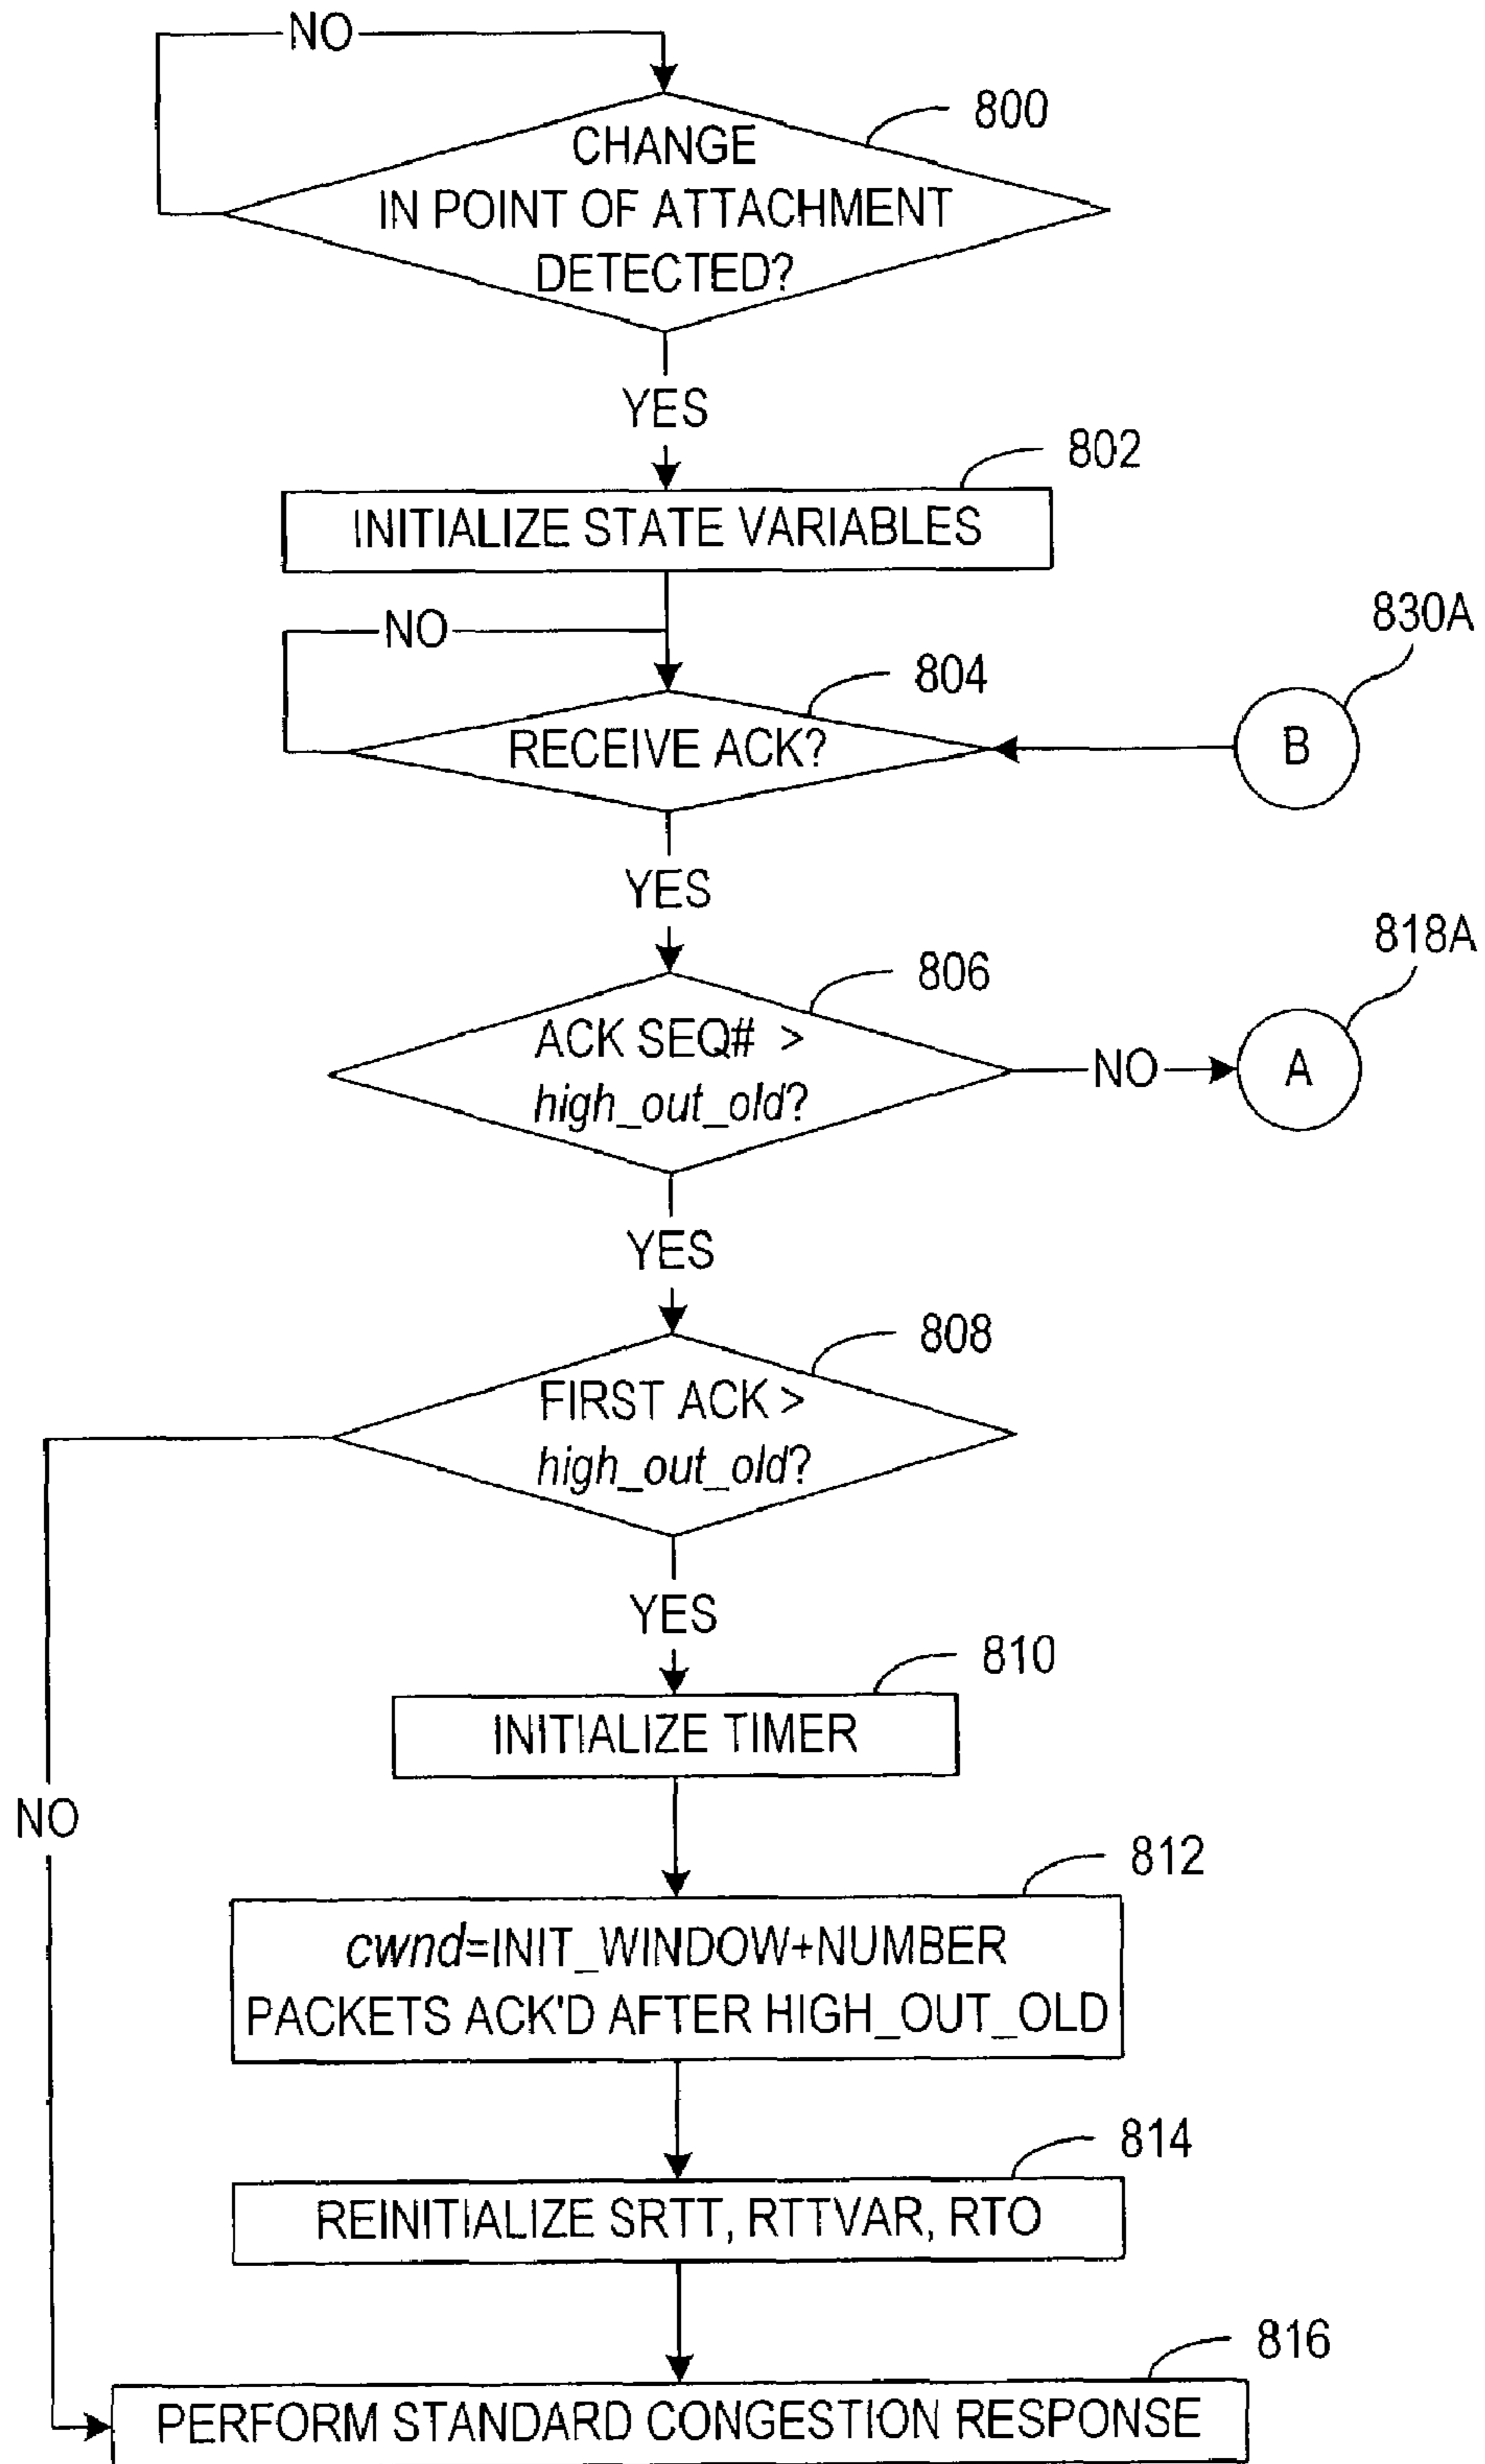 NO
800
CHANGE
IN POINT OF ATTACHMENT
DETECTED?
YES
802
INITIALIZE STATE VARIABLES
NO
830A
804
RECEIVE ACK?
B
YES
818A
806
ACK SEQ# >
high_out_old?
NO
A
YES
808
FIRST ACK >
high_out_old?
YES
810
INITIALIZE TIMER
NO
812
cwnd=INIT_WINDOW+NUMBER
PACKETS ACK'D AFTER HIGH_OUT_OLD
814
REINITIALIZE SRTT, RTTVAR, RTO
816
PERFORM STANDARD CONGESTION RESPONSE